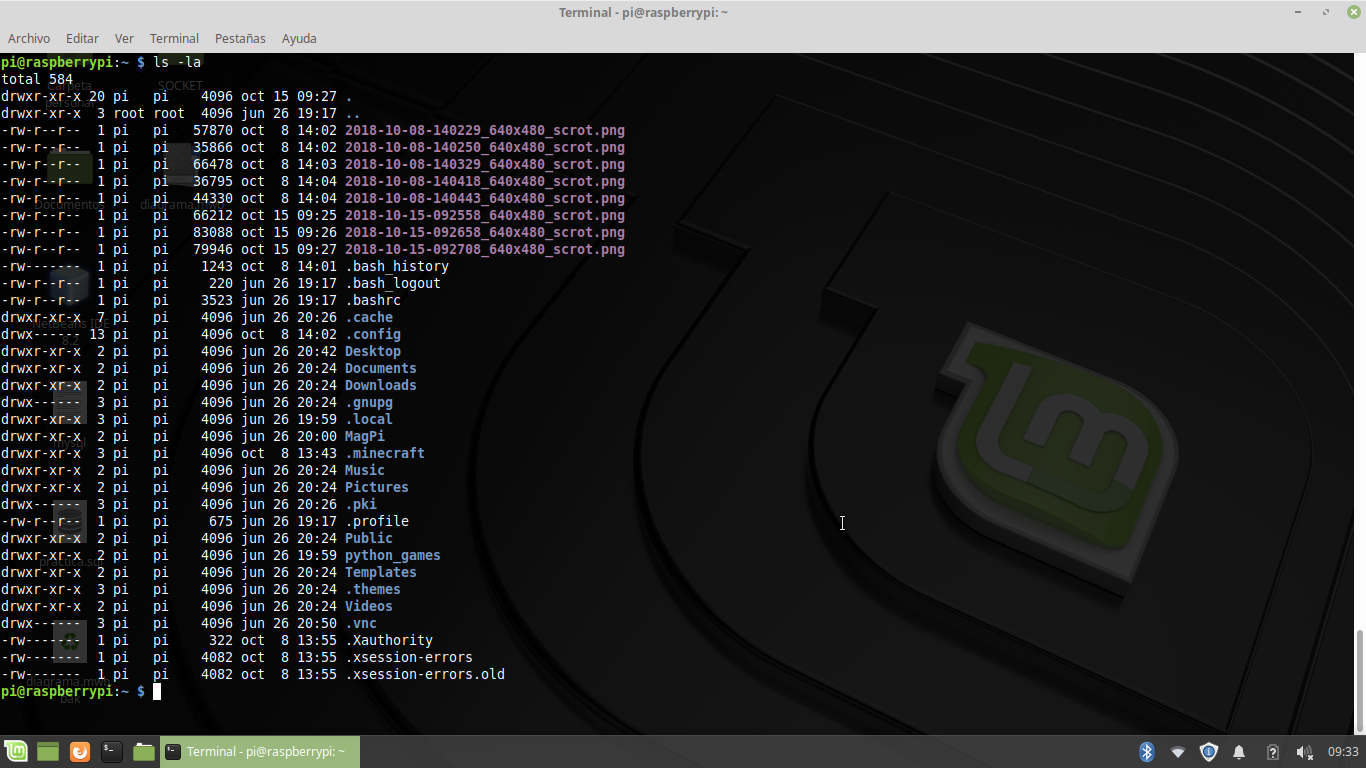 Terminal - pi@raspberrypi: ~
Archivo Editar Ver Terminal Pestañas Ayuda
pi@raspberrypi:~ $ ls -la
total 584
drwxr-xr-x 20 pi   pi    4096 oct 15 09:27 .
drwxr-xr-x  3 root root  4096 jun 26 19:17 ..
-rw-r--r--  1 pi   pi   57870 oct  8 14:02 2018-10-08-140229_640x480_scrot.png
-rw-r--r--  1 pi   pi   35866 oct  8 14:02 2018-10-08-140250_640x480_scrot.png
-rw-r--r--  1 pi   pi   66478 oct  8 14:03 2018-10-08-140329_640x480_scrot.png
-rw-r--r--  1 pi   pi   36795 oct  8 14:04 2018-10-08-140418_640x480_scrot.png
-rw-r--r--  1 pi   pi   44330 oct  8 14:04 2018-10-08-140443_640x480_scrot.png
-rw-r--r--  1 pi   pi   66212 oct 15 09:25 2018-10-15-092558_640x480_scrot.png
-rw-r--r--  1 pi   pi   83088 oct 15 09:26 2018-10-15-092658_640x480_scrot.png
-rw-r--r--  1 pi   pi   79946 oct 15 09:27 2018-10-15-092708_640x480_scrot.png
-rw-------  1 pi   pi    1243 oct  8 14:01 .bash_history
-rw-r--r--  1 pi   pi     220 jun 26 19:17 .bash_logout
-rw-r--r--  1 pi   pi    3523 jun 26 19:17 .bashrc
drwxr-xr-x  7 pi   pi    4096 jun 26 20:26 .cache
drwx------ 13 pi   pi    4096 oct  8 14:02 .config
drwxr-xr-x  2 pi   pi    4096 jun 26 20:42 Desktop
drwxr-xr-x  2 pi   pi    4096 jun 26 20:24 Documents
drwxr-xr-x  2 pi   pi    4096 jun 26 20:24 Downloads
drwx------  3 pi   pi    4096 jun 26 20:24 .gnupg
drwxr-xr-x  3 pi   pi    4096 jun 26 19:59 .local
drwxr-xr-x  2 pi   pi    4096 jun 26 20:00 MagPi
drwxr-xr-x  3 pi   pi    4096 oct  8 13:43 .minecraft
drwxr-xr-x  2 pi   pi    4096 jun 26 20:24 Music
drwxr-xr-x  2 pi   pi    4096 jun 26 20:24 Pictures
drwx------  3 pi   pi    4096 jun 26 20:26 .pki
-rw-r--r--  1 pi   pi     675 jun 26 19:17 .profile
drwxr-xr-x  2 pi   pi    4096 jun 26 20:24 Public
drwxr-xr-x  2 pi   pi    4096 jun 26 19:59 python_games
drwxr-xr-x  2 pi   pi    4096 jun 26 20:24 Templates
drwxr-xr-x  3 pi   pi    4096 jun 26 20:24 .themes
drwxr-xr-x  2 pi   pi    4096 jun 26 20:24 Videos
drwx------  3 pi   pi    4096 jun 26 20:50 .vnc
-rw-------  1 pi   pi     322 oct  8 13:55 .Xauthority
-rw-------  1 pi   pi    4082 oct  8 13:55 .xsession-errors
-rw-------  1 pi   pi    4082 oct  8 13:55 .xsession-errors.old
pi@raspberrypi:~ $
Carpeta personal
SOCKET
Documentos
diagrama.mwb
NetBeans IDE 8.2
mysql
practica.sql
diagrama.mwb.bak
Terminal - pi@raspberrypi: ~
09:33